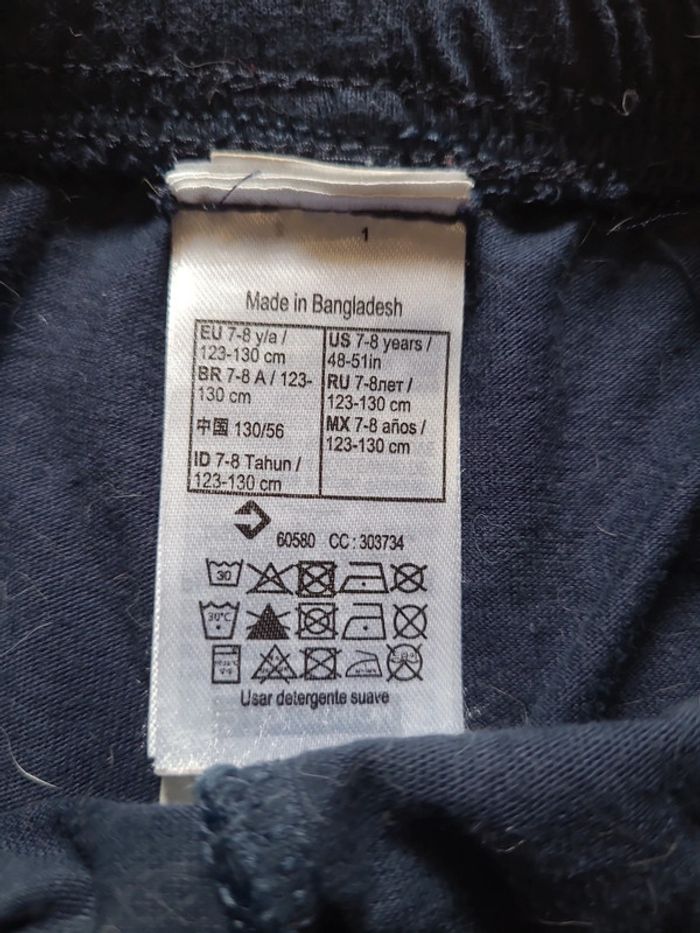 1
Made in Bangladesh
EU 7-8 y/a /
123-130 cm
BR 7-8 A / 123-
130 cm
中国 130/56
ID 7-8 Tahun /
123-130 cm
US 7-8 years /
48-51in
RU 7-8лет /
123-130 cm
MX 7-8 años /
123-130 cm
60580 CC : 303734
30
30°C
Usar detergente suave